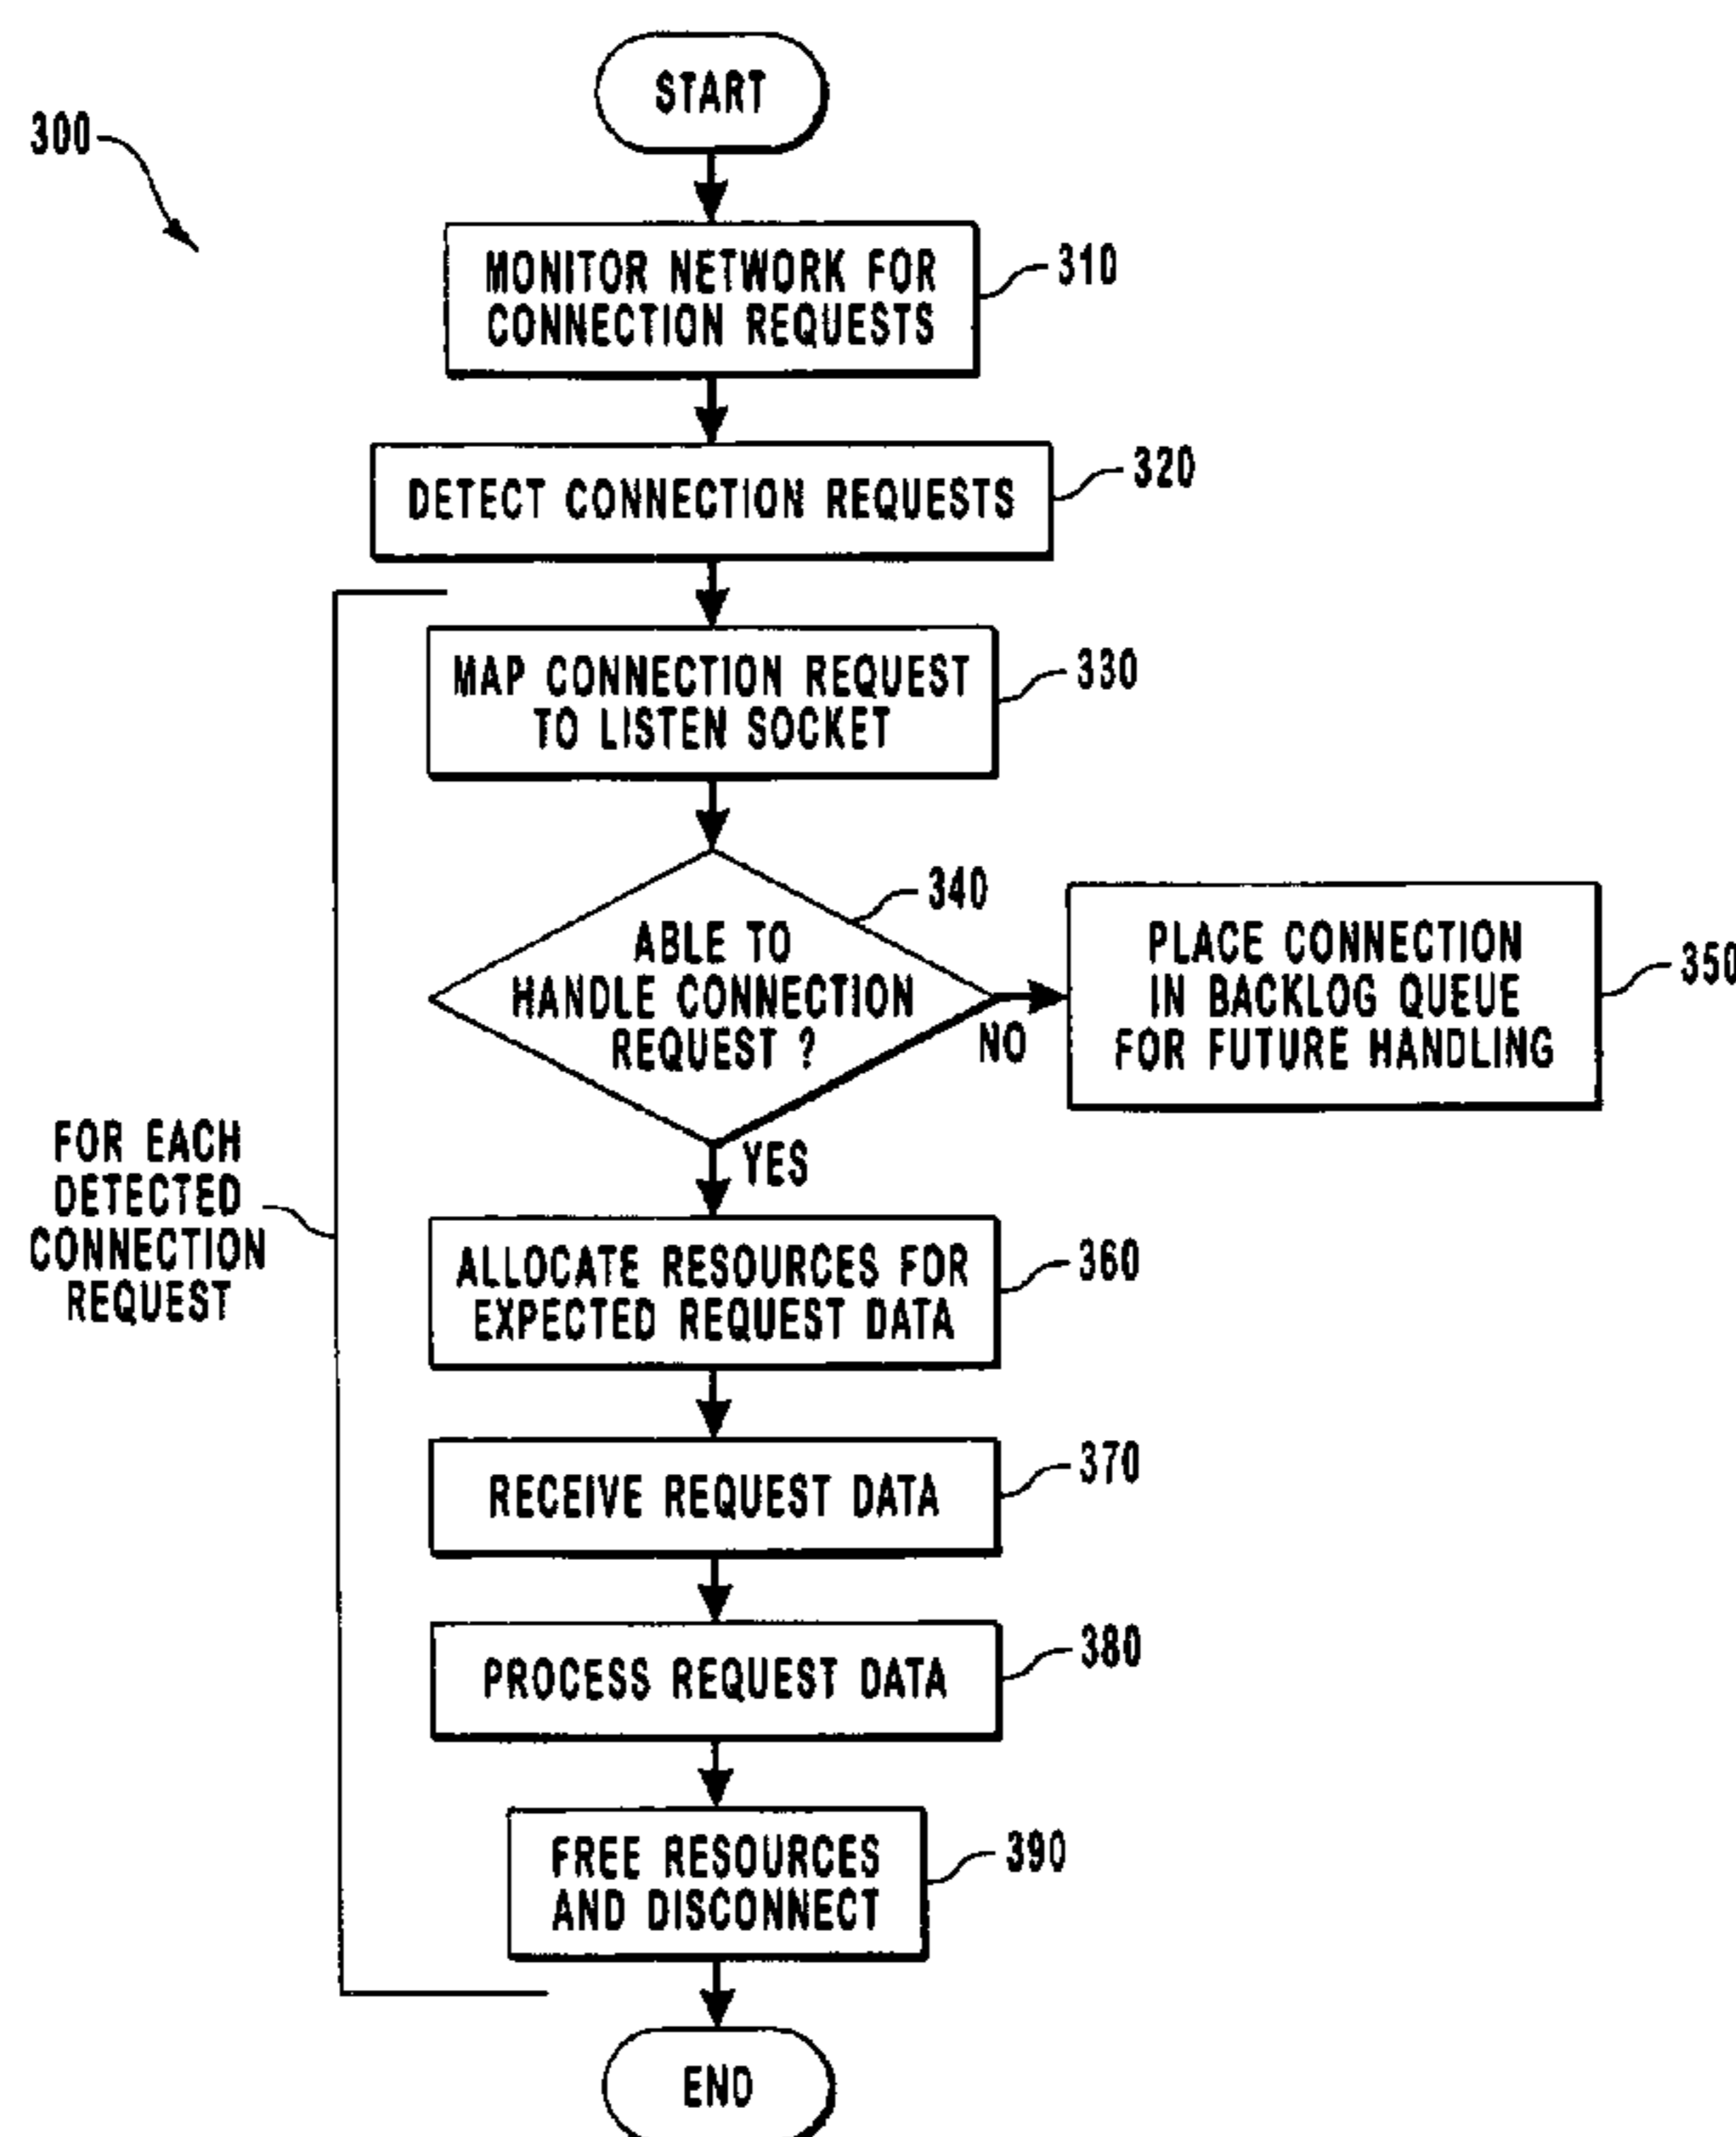 START
300
MONITOR NETWORK FOR
CONNECTION REQUESTS
310
DETECT CONNECTION REQUESTS
320
MAP CONNECTION REQUEST
TO LISTEN SOCKET
330
340
ABLE TO
HANDLE CONNECTION
REQUEST ?
NO
PLACE CONNECTION
IN BACKLOG QUEUE
FOR FUTURE HANDLING
350
YES
FOR EACH
DETECTED
CONNECTION
REQUEST
ALLOCATE RESOURCES FOR
EXPECTED REQUEST DATA
360
RECEIVE REQUEST DATA
370
PROCESS REQUEST DATA
380
FREE RESOURCES
AND DISCONNECT
390
END